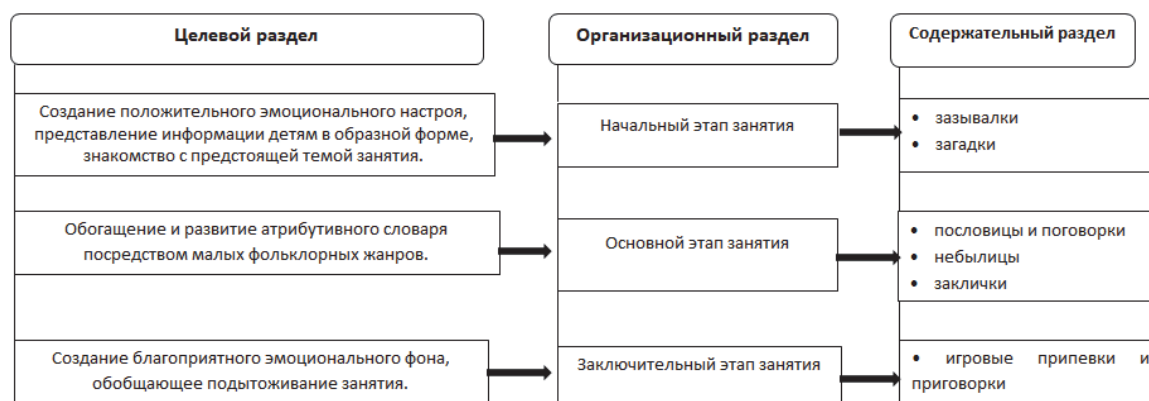 Целевой раздел
Организационный раздел
Содержательный раздел
Создание положительного эмоционального настроя,
представление информации детям в образной форме,
знакомство с предстоящей темой занятия.
Начальный этап занятия
• зазывалки
• загадки
Обогащение и развитие атрибутивного словаря
посредством малых фольклорных жанров.
Основной этап занятия
• пословицы и поговорки
• небылицы
• заклички
Создание благоприятного эмоционального фона,
обобщающее подытоживание занятия.
Заключительный этап занятия
• игровые припевки и
приговорки